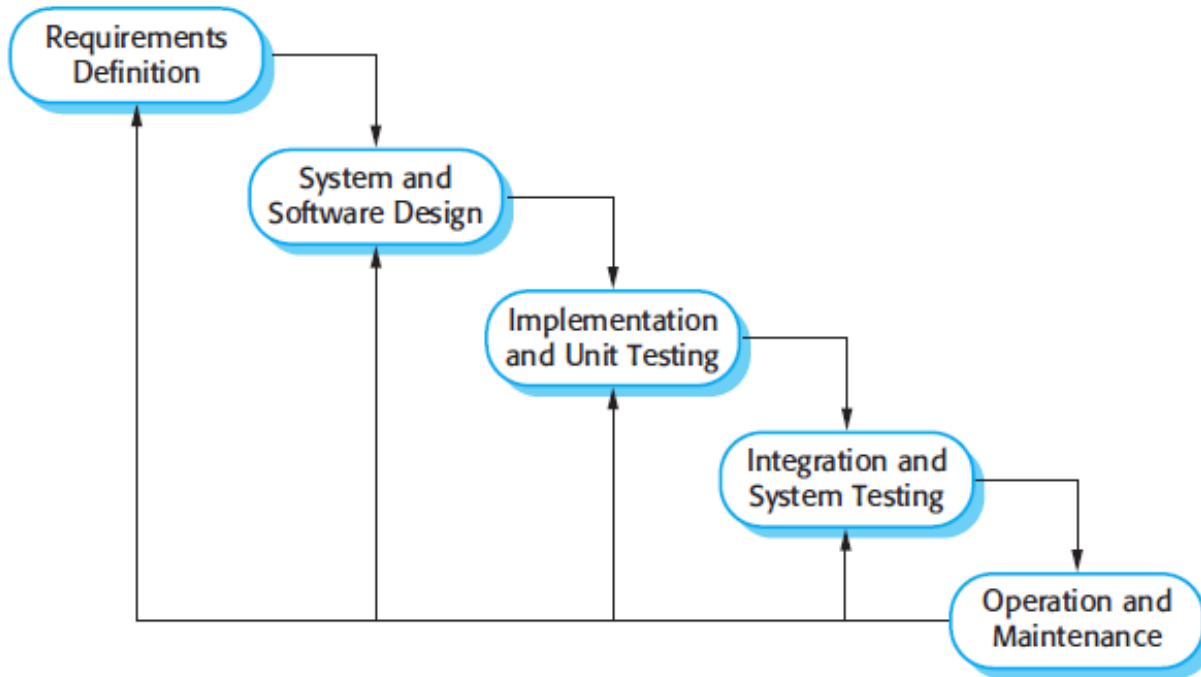 Requirements
Definition
System and
Software Design
Implementation
and Unit Testing
Integration and
System Testing
Operation and
Maintenance